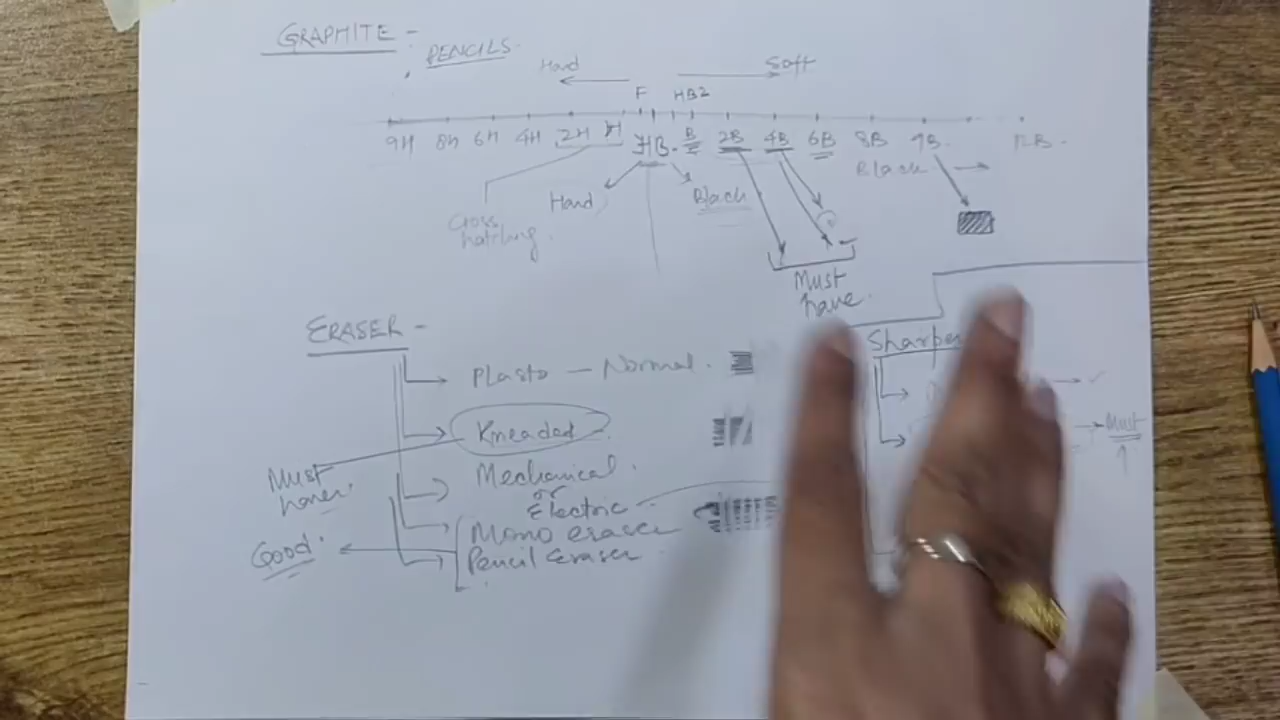 GRAPHITE -
PENCILS.
Hard
Soft
F HB2
9H 8H 6H 4H 2H H HB. B 2B 4B 6B 8B 9B. 12B.
Hard
Black
Black
Cross
hatching.
Must
have.
ERASER -
Plasto - Normal.
Kneaded
Must
have.
Mechanical.
or
Electric
Mono eraser
Pencil Eraser
Good.
Must